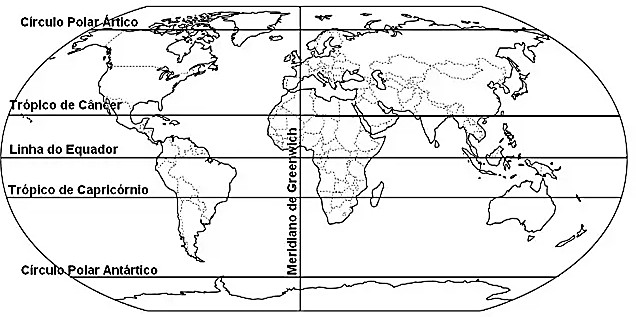 Círculo Polar Ártico
Trópico de Câncer
Linha do Equador
Trópico de Capricórnio
Meridiano de Greenwich
Círculo Polar Antártico